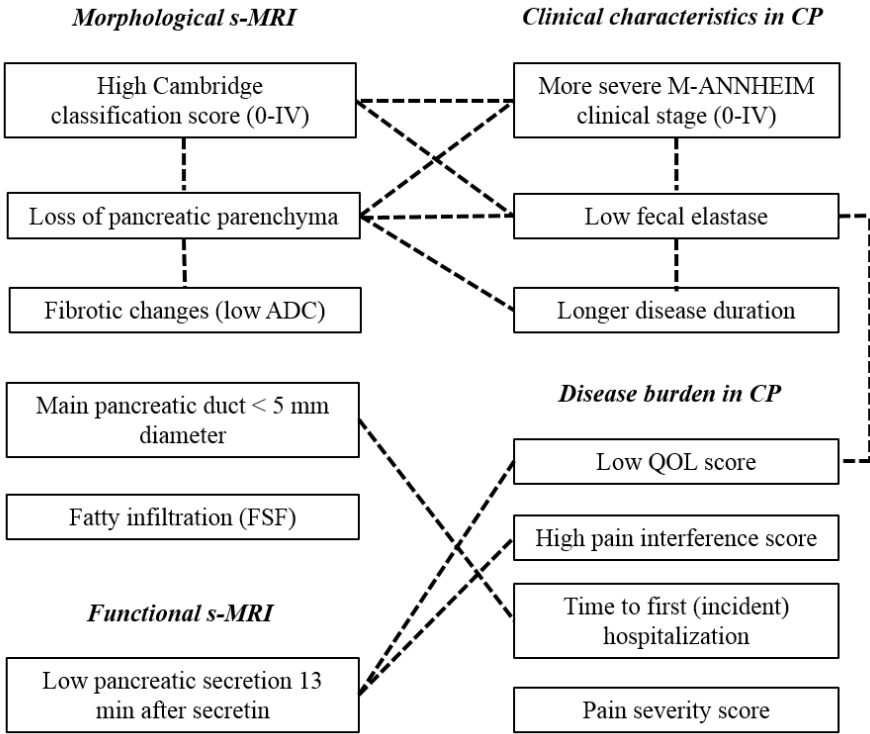 Morphological s-MRI
High Cambridge
classification score (0-IV)
Loss of pancreatic parenchyma
Fibrotic changes (low ADC)
Main pancreatic duct < 5 mm
diameter
Fatty infiltration (FSF)
Functional s-MRI
Low pancreatic secretion 13
min after secretin
Clinical characteristics in CP
More severe M-ANNHEIM
clinical stage (0-IV)
Low fecal elastase
Longer disease duration
Disease burden in CP
Low QOL score
High pain interference score
Time to first (incident)
hospitalization
Pain severity score